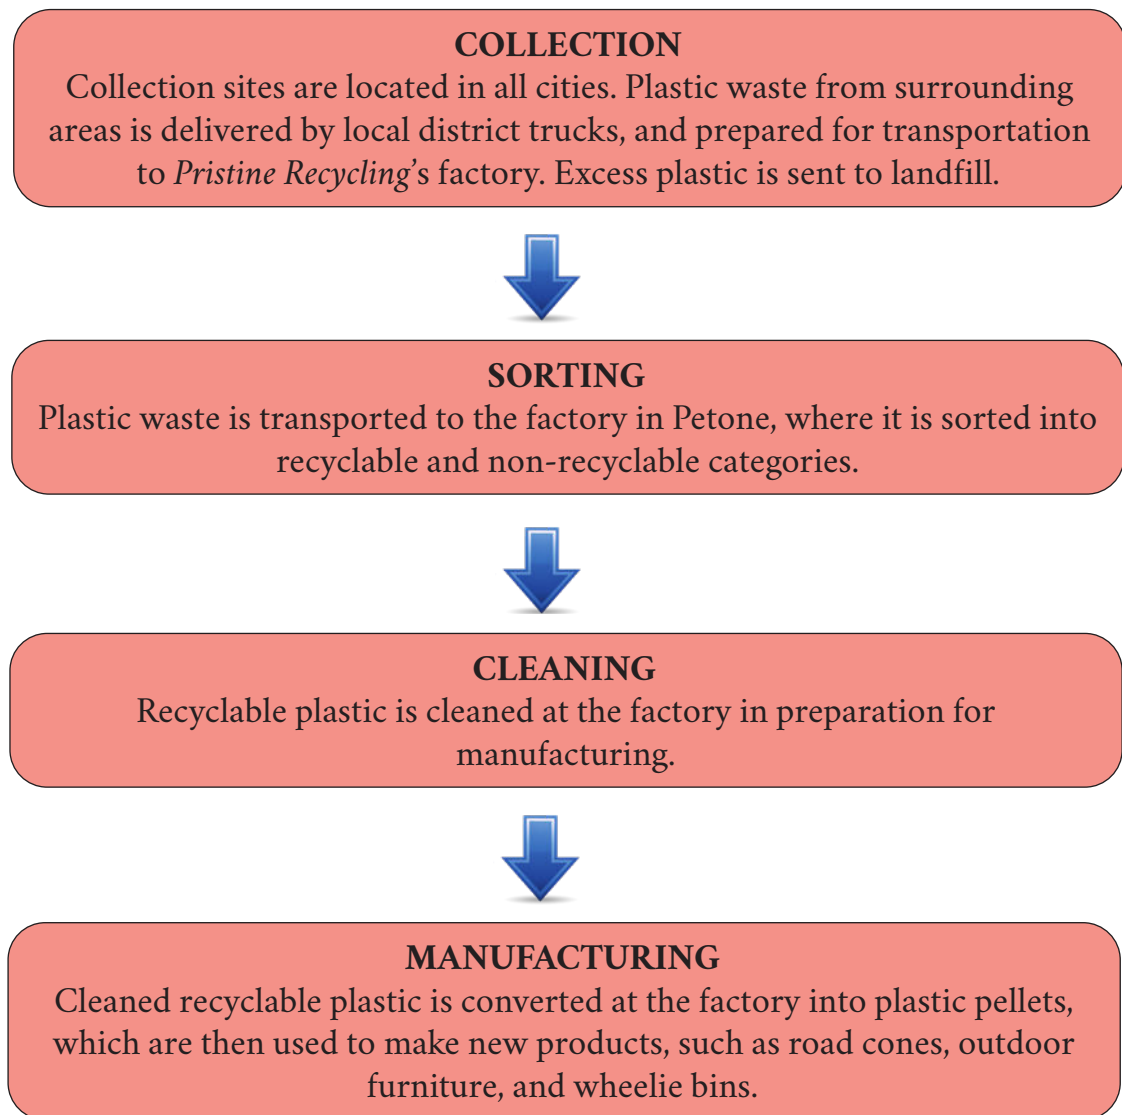 COLLECTION
Collection sites are located in all cities. Plastic waste from surrounding
areas is delivered by local district trucks, and prepared for transportation
to Pristine Recycling’s factory. Excess plastic is sent to landfill.
SORTING
Plastic waste is transported to the factory in Petone, where it is sorted into
recyclable and non-recyclable categories.
CLEANING
Recyclable plastic is cleaned at the factory in preparation for
manufacturing.
MANUFACTURING
Cleaned recyclable plastic is converted at the factory into plastic pellets,
which are then used to make new products, such as road cones, outdoor
furniture, and wheelie bins.